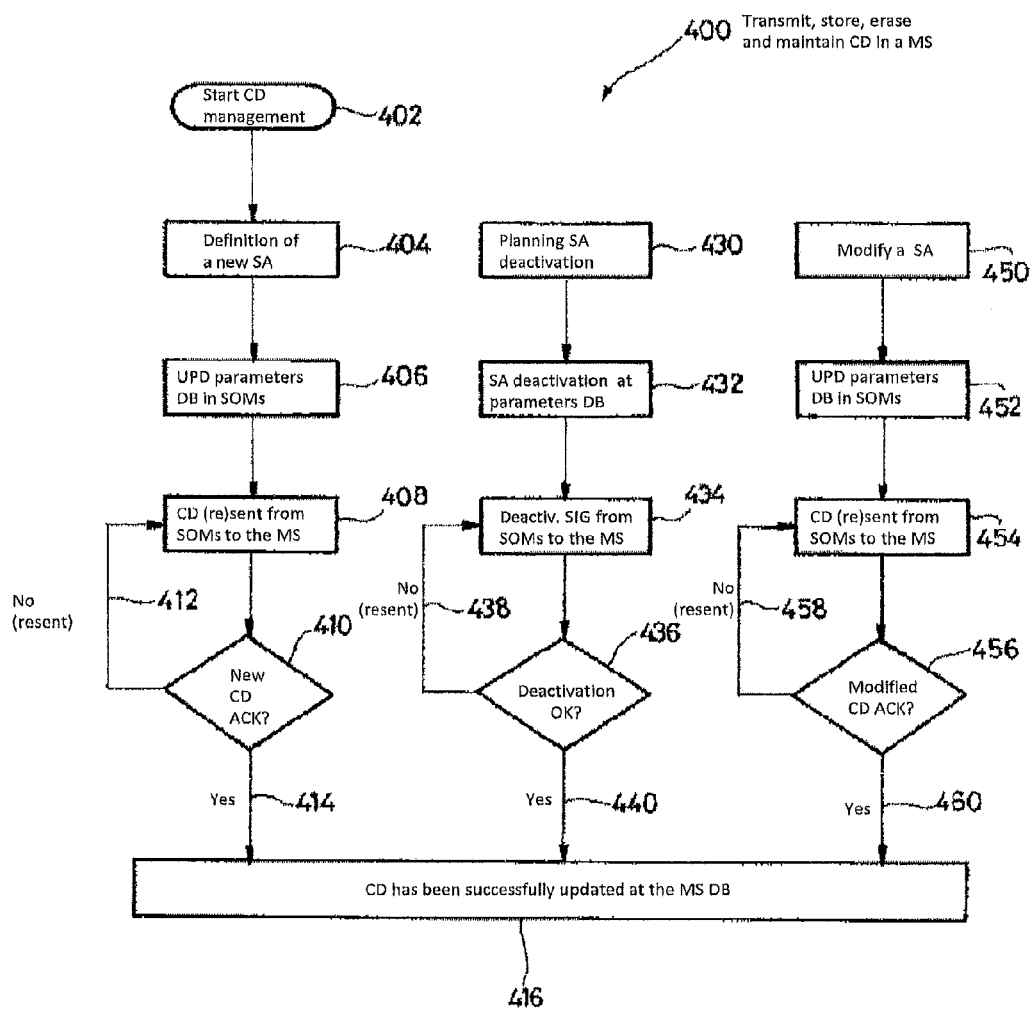 400 Transmit, store, erase
and maintain CD in a MS
Start CD
management
402
Definition of
a new SA
404
UPD parameters
DB in SOMs
406
CD (re)sent from
SOMs to the MS
408
No
(resent)
412
410
New
CD
ACK?
Yes
414
Planning SA
deactivation
430
SA deactivation at
parameters DB
432
Deactiv. SIG from
SOMs to the MS
434
No
(resent)
438
436
Deactivation
OK?
Yes
440
Modify a SA
450
UPD parameters
DB in SOMs
452
CD (re)sent from
SOMs to the MS
454
No
(resent)
458
456
Modified
CD ACK?
Yes
460
CD has been successfully updated at the MS DB
416